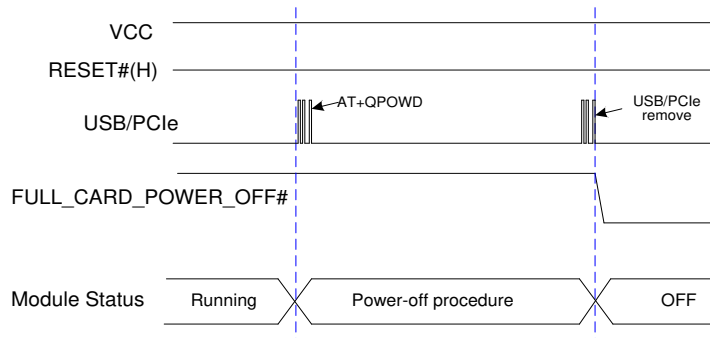 VCC
RESET#(H)
USB/PCIe
AT+QPOWD
USB/PCIe
remove
FULL_CARD_POWER_OFF#
Module Status
Running
Power-off procedure
OFF